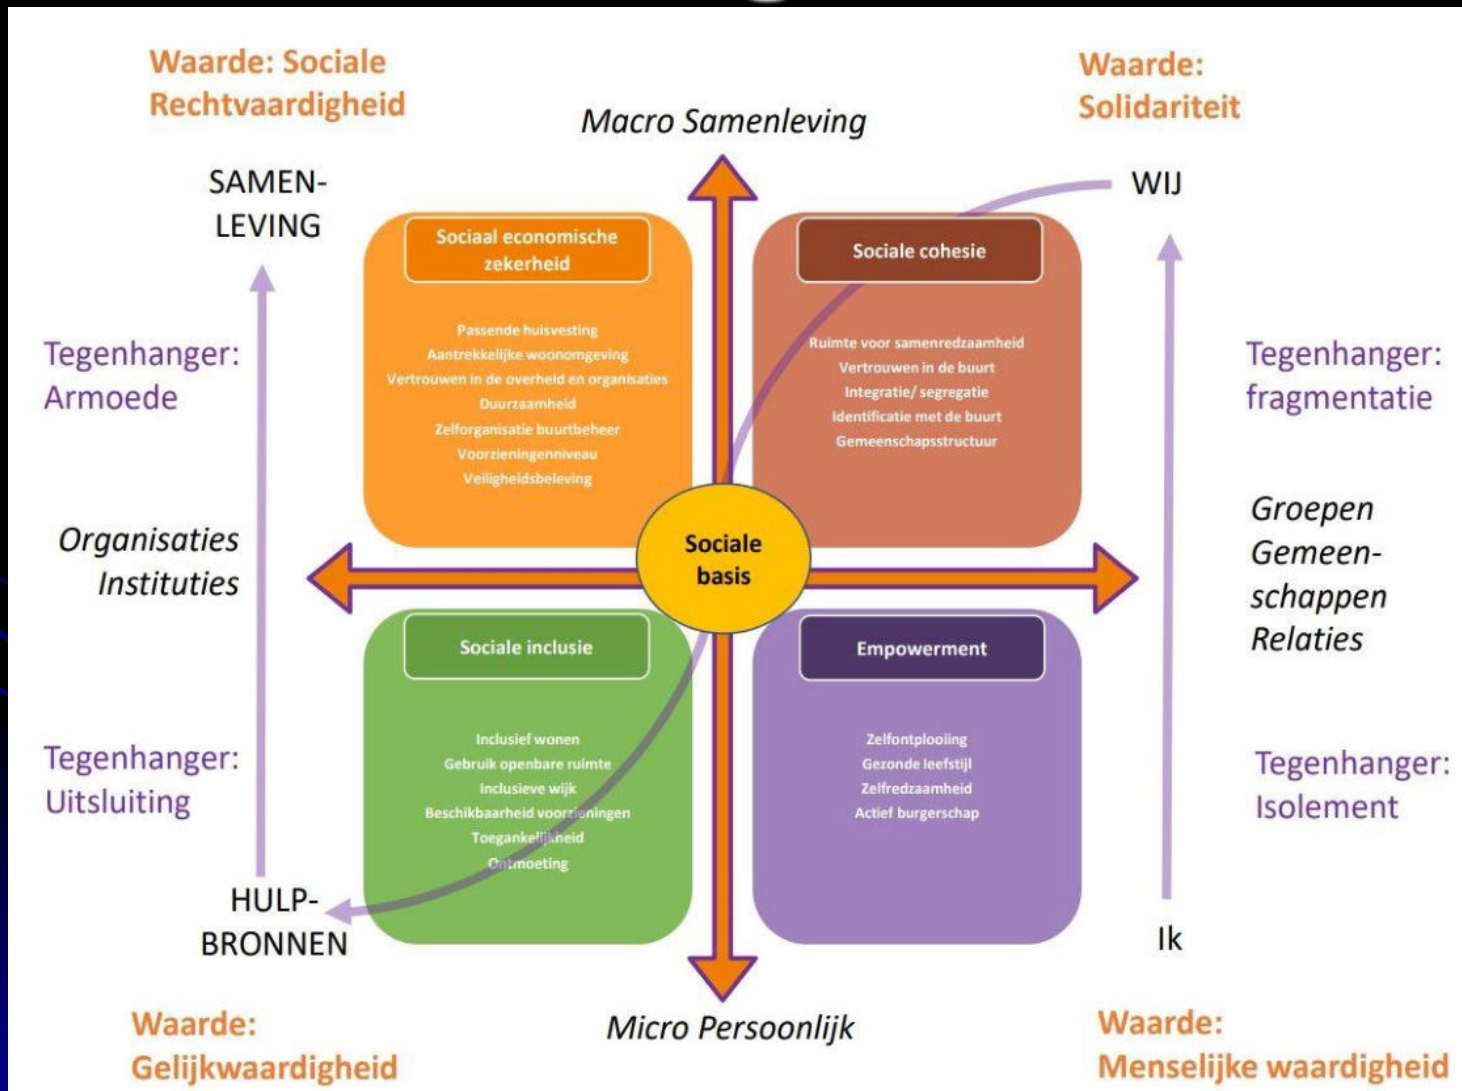 Waarde: Sociale
Rechtvaardigheid
Macro Samenleving
Waarde:
Solidariteit
SAMEN-
LEVING
WIJ
Sociaal economische
zekerheid
Passende huisvesting
Aantrekkelijke woonomgeving
Vertrouwen in de overheid en organisaties
Duurzaamheid
Zelforganisatie buurtbeheer
Voorzieningenniveau
Veiligheidsbeleving
Sociale cohesie
Ruimte voor samenredzaamheid
Vertrouwen in de buurt
Integratie/ segregatie
Identificatie met de buurt
Gemeenschapsstructuur
Tegenhanger:
Armoede
Tegenhanger:
fragmentatie
Organisaties
Instituties
Sociale
basis
Groepen
Gemeen-
schappen
Relaties
Sociale inclusie
Inclusief wonen
Gebruik openbare ruimte
Inclusieve wijk
Beschikbaarheid voorzieningen
Toegankelijkheid
Ontmoeting
Empowerment
Zelfontplooiing
Gezonde leefstijl
Zelfredzaamheid
Actief burgerschap
Tegenhanger:
Uitsluiting
Tegenhanger:
Isolement
HULP-
BRONNEN
Ik
Waarde:
Gelijkwaardigheid
Micro Persoonlijk
Waarde:
Menselijke waardigheid